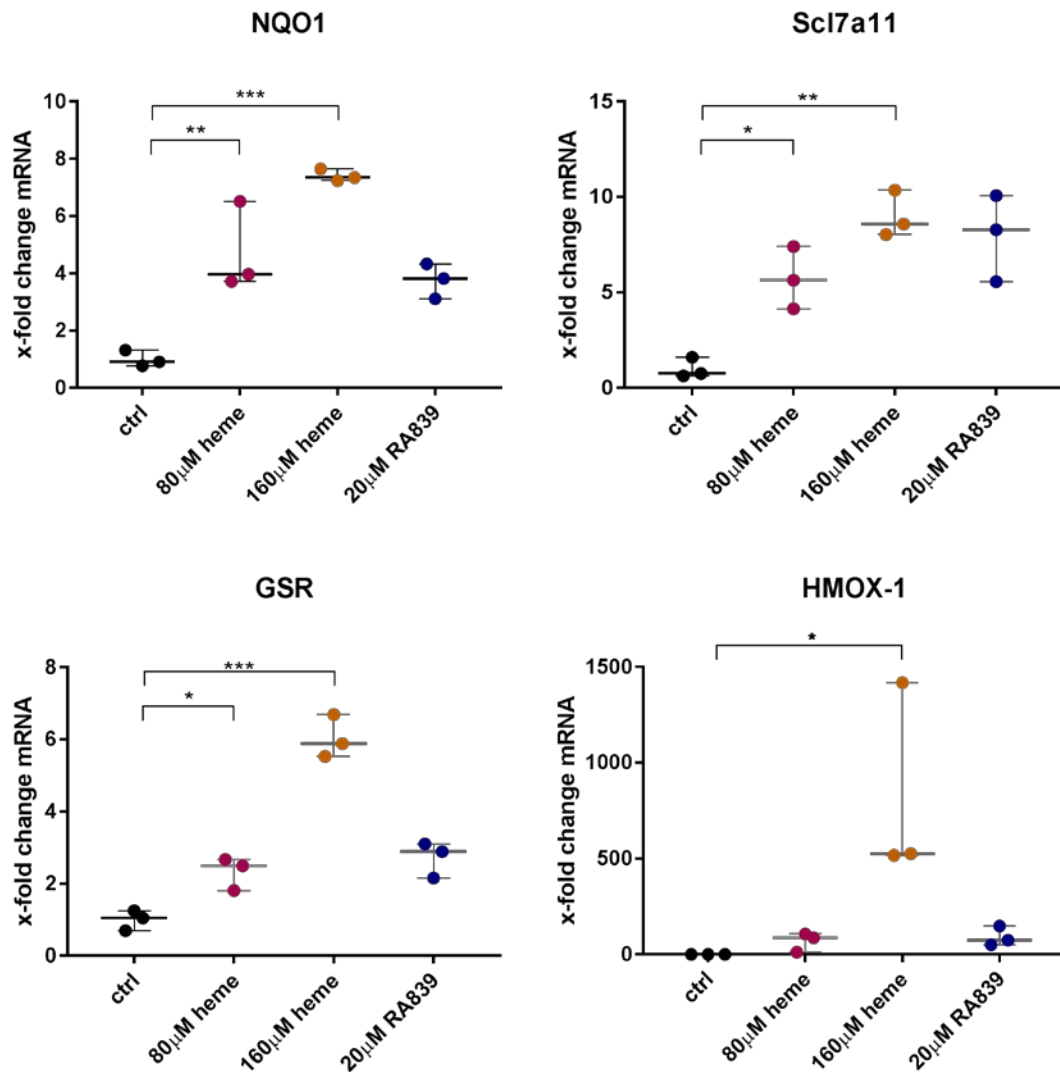 NQO1
x-fold change mRNA
10
8
6
4
2
0
**
***
ctrl
80μM heme
160μM heme
20μM RA839
Scl7a11
x-fold change mRNA
15
10
5
0
*
**
ctrl
80μM heme
160μM heme
20μM RA839
GSR
x-fold change mRNA
8
6
4
2
0
*
***
ctrl
80μM heme
160μM heme
20μM RA839
HMOX-1
x-fold change mRNA
1500
1000
500
0
*
ctrl
80μM heme
160μM heme
20μM RA839